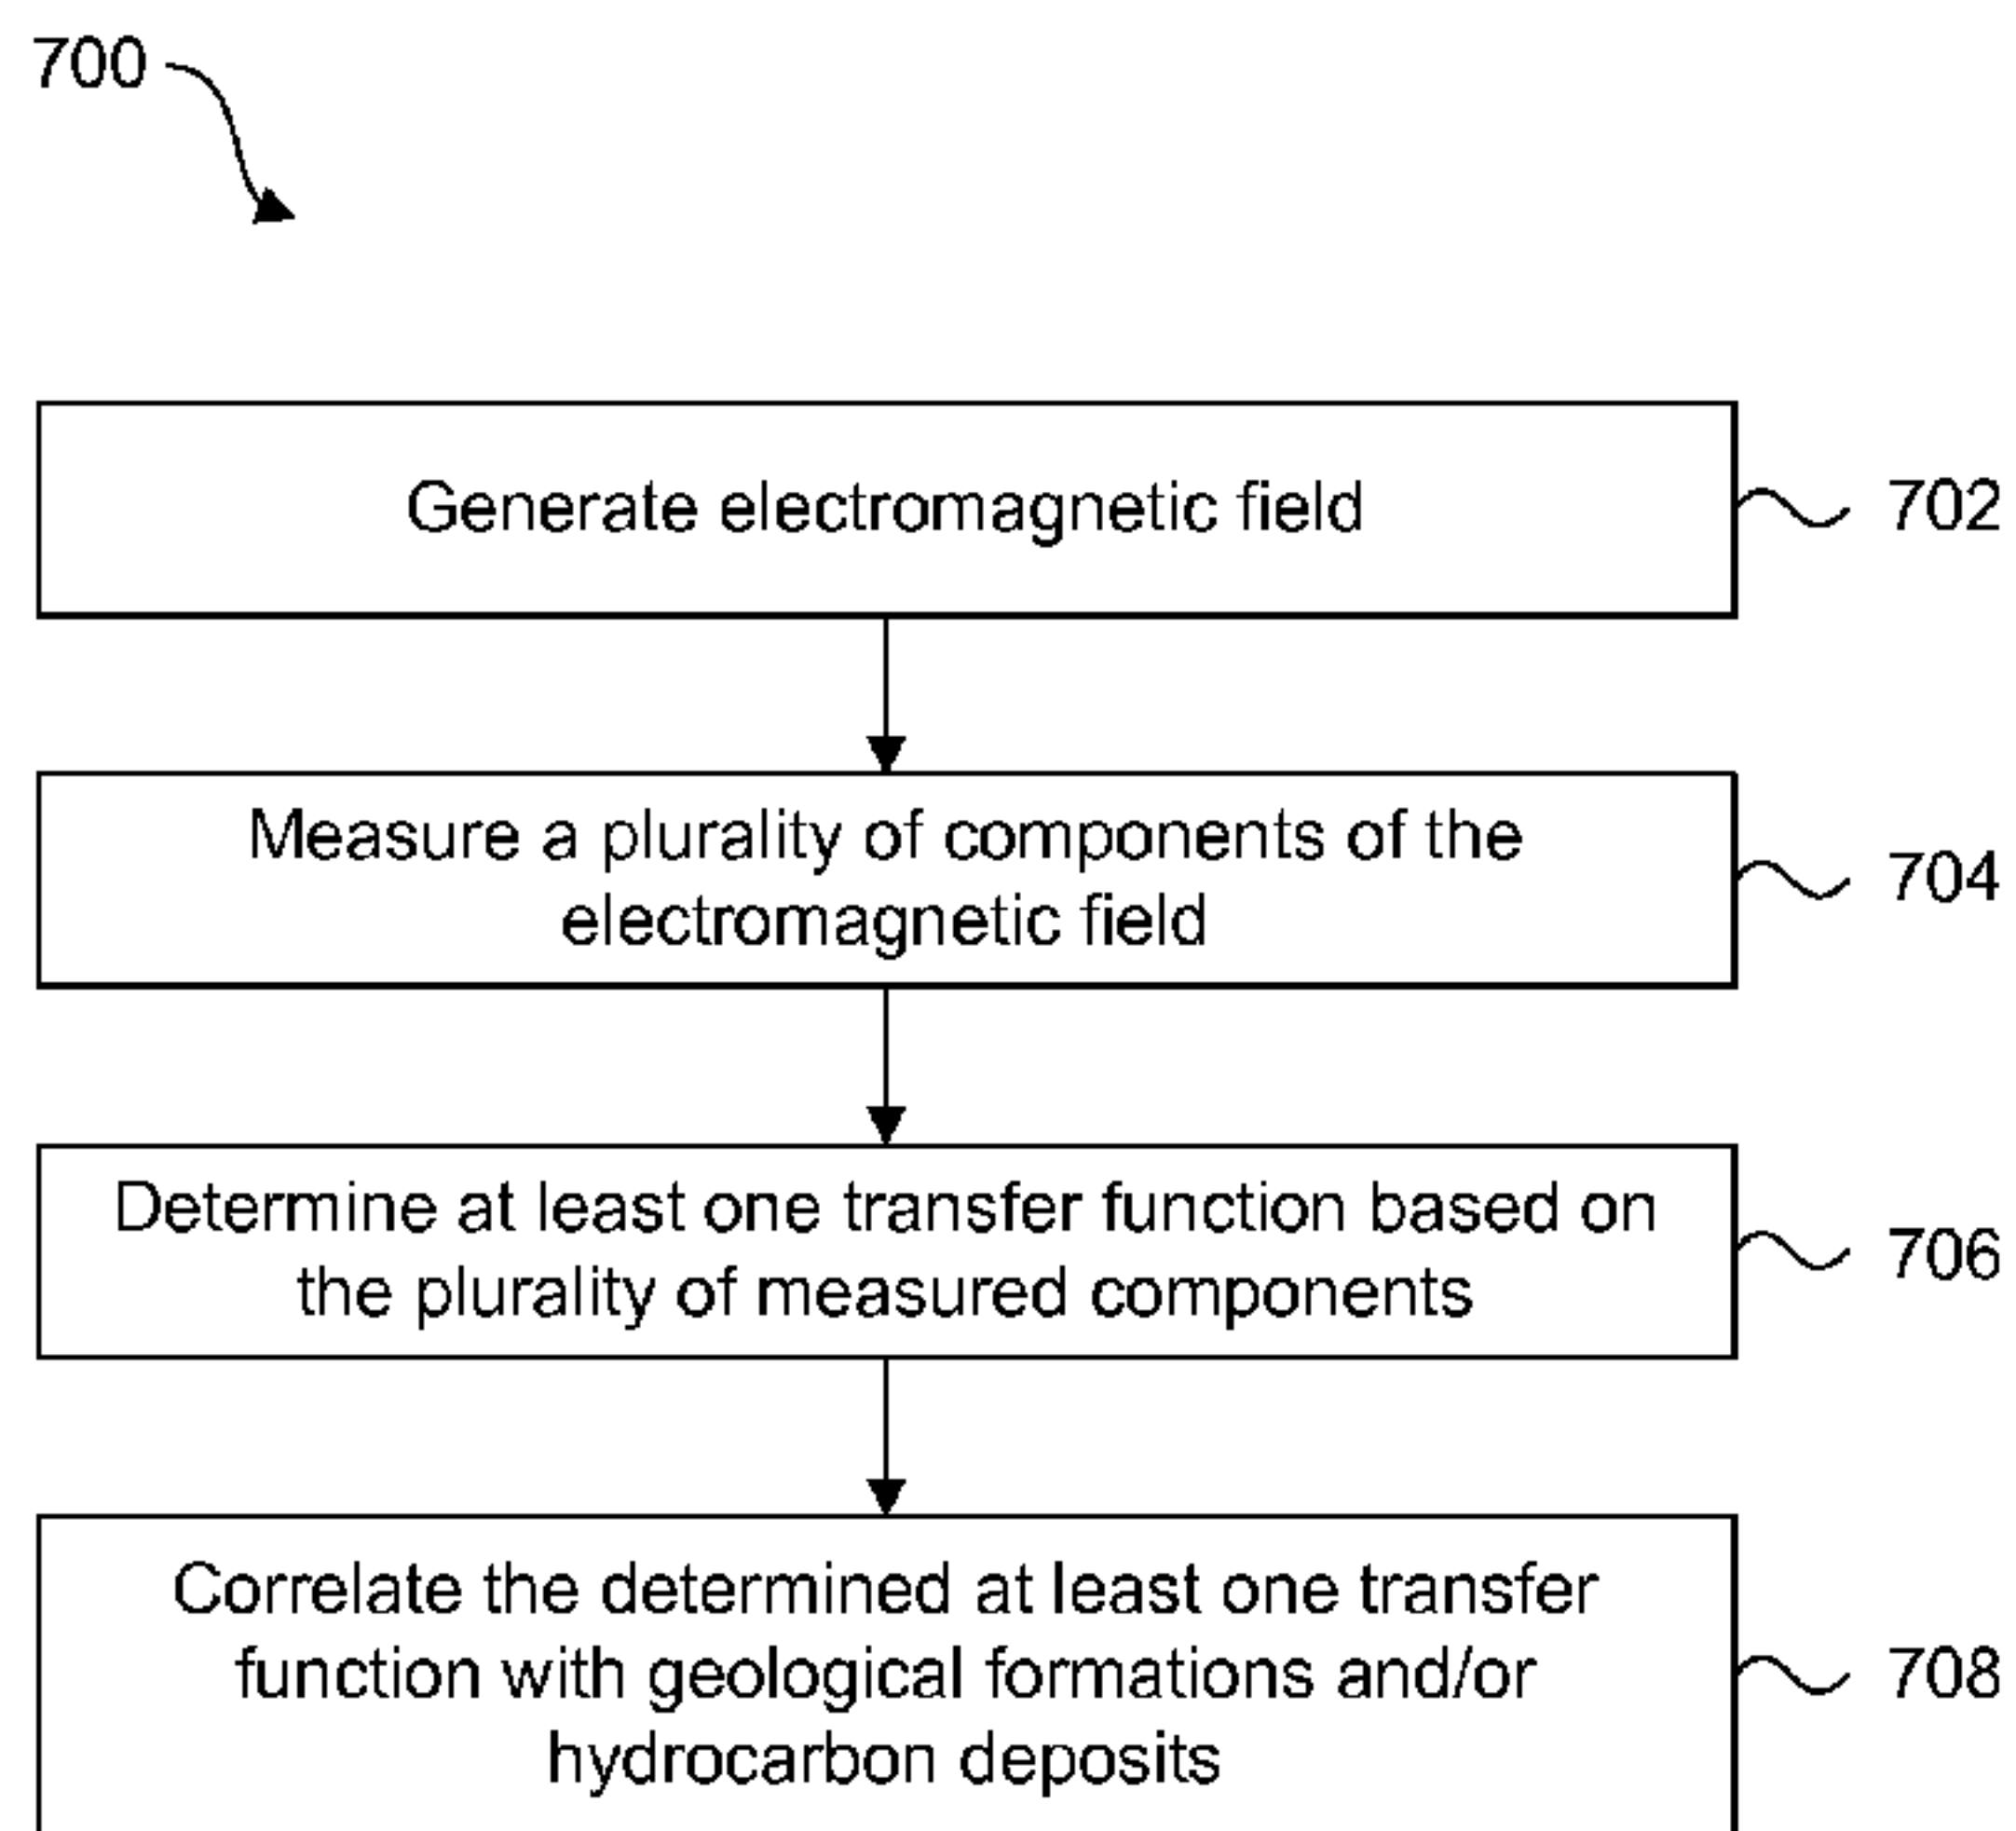 700
Generate electromagnetic field
702
Measure a plurality of components of the
electromagnetic field
704
Determine at least one transfer function based on
the plurality of measured components
706
Correlate the determined at least one transfer
function with geological formations and/or
hydrocarbon deposits
708